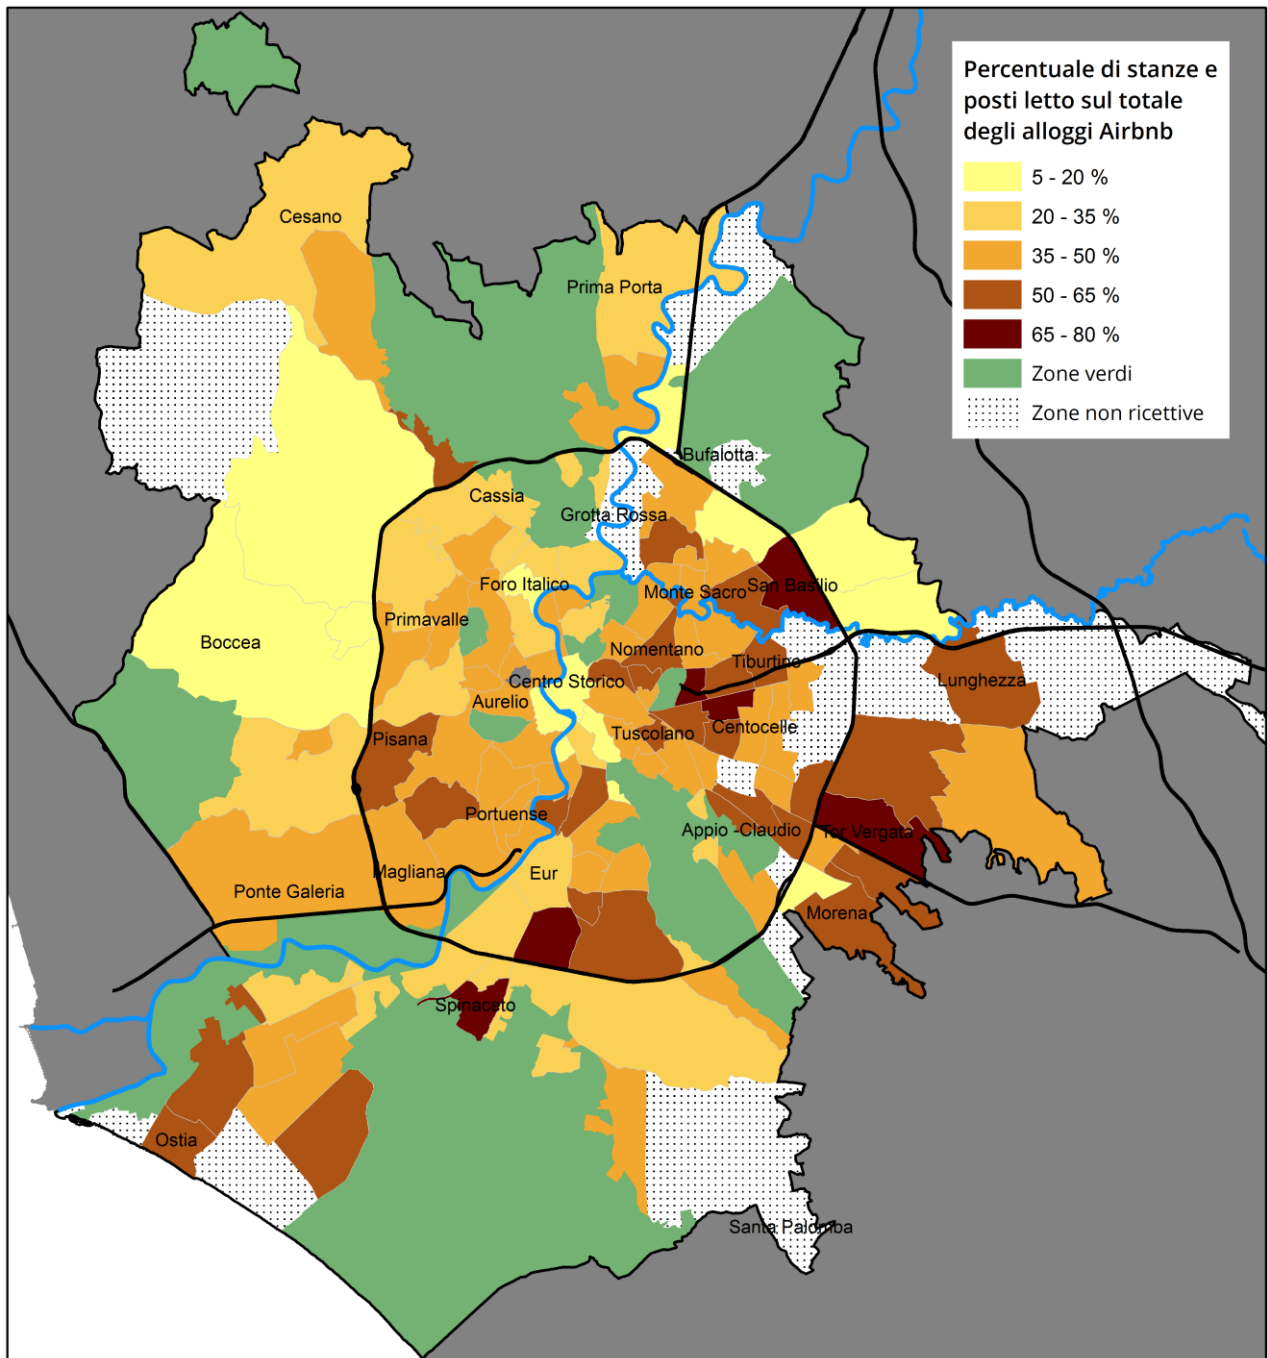 Percentuale di stanze e
posti letto sul totale
degli alloggi Airbnb
5 - 20 %
20 - 35 %
35 - 50 %
50 - 65 %
65 - 80 %
Zone verdi
Zone non ricettive
Cesano
Prima Porta
Bufalotta
Cassia
Grotta Rossa
Foro Italico
Monte Sacro
San Basilio
Primavalle
Boccea
Nomentano
Tiburtino
Centro Storico
Lunghezza
Aurelio
Pisana
Tuscolano
Centocelle
Portuense
Appio -Claudio
Tor Vergata
Magliana
Eur
Ponte Galeria
Morena
Spinaceto
Ostia
Santa Palomba